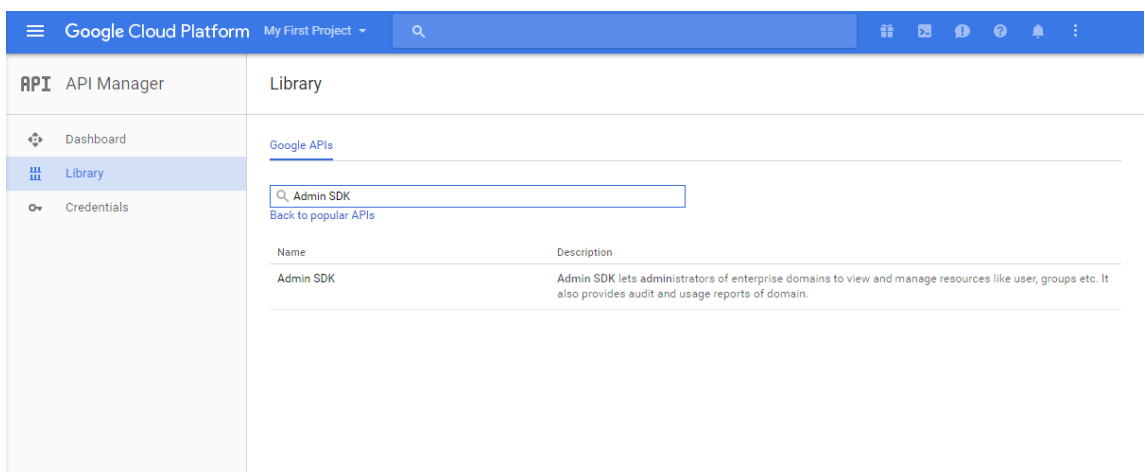 Google Cloud Platform My First Project
API API Manager
Library
Dashboard
Library
Credentials
Google APIs
Admin SDK
Back to popular APIs
Name Description
Admin SDK Admin SDK lets administrators of enterprise domains to view and manage resources like user, groups etc. It
also provides audit and usage reports of domain.